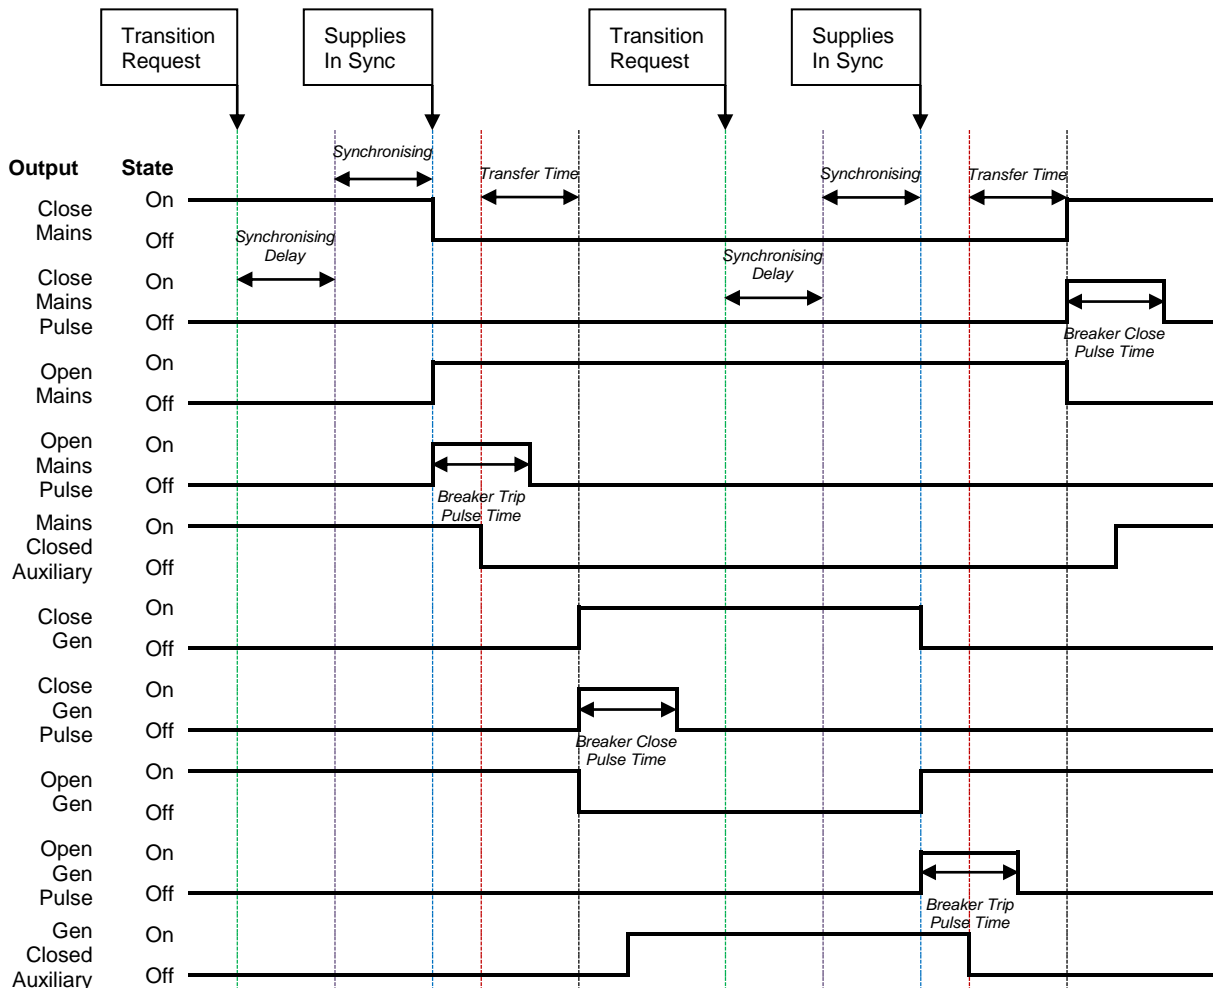 Transition
Request
Supplies
In Sync
Transition
Request
Supplies
In Sync
Output
State
Synchronising
Transfer Time
Synchronising
Transfer Time
Close
Mains
On
Off
Synchronising
Delay
Synchronising
Delay
Close
Mains
Pulse
On
Off
Breaker Close
Pulse Time
Open
Mains
On
Off
Open
Mains
Pulse
On
Off
Breaker Trip
Pulse Time
Mains
Closed
Auxiliary
On
Off
Close
Gen
On
Off
Close
Gen
Pulse
On
Off
Breaker Close
Pulse Time
Open
Gen
On
Off
Open
Gen
Pulse
On
Off
Breaker Trip
Pulse Time
Gen
Closed
Auxiliary
On
Off